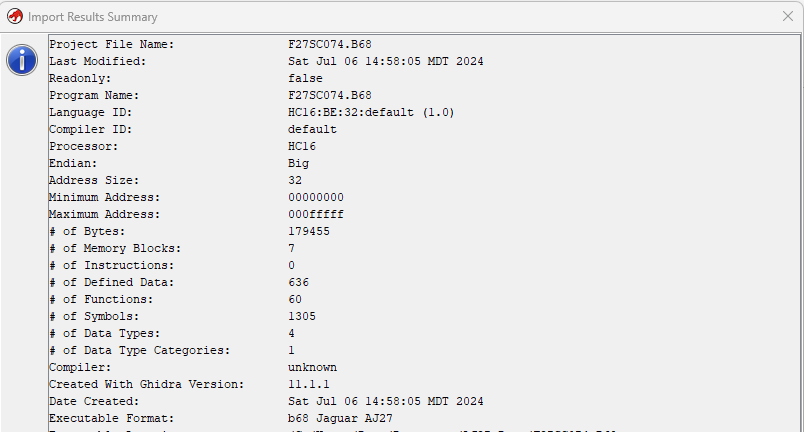 Import Results Summary
Project File Name: F27SC074.B68
Last Modified: Sat Jul 06 14:58:05 MDT 2024
Readonly: false
Program Name: F27SC074.B68
Language ID: HC16:BE:32:default (1.0)
Compiler ID: default
Processor: HC16
Endian: Big
Address Size: 32
Minimum Address: 00000000
Maximum Address: 000fffff
# of Bytes: 179455
# of Memory Blocks: 7
# of Instructions: 0
# of Defined Data: 636
# of Functions: 60
# of Symbols: 1305
# of Data Types: 4
# of Data Type Categories: 1
Compiler: unknown
Created With Ghidra Version: 11.1.1
Date Created: Sat Jul 06 14:58:05 MDT 2024
Executable Format: b68 Jaguar AJ27